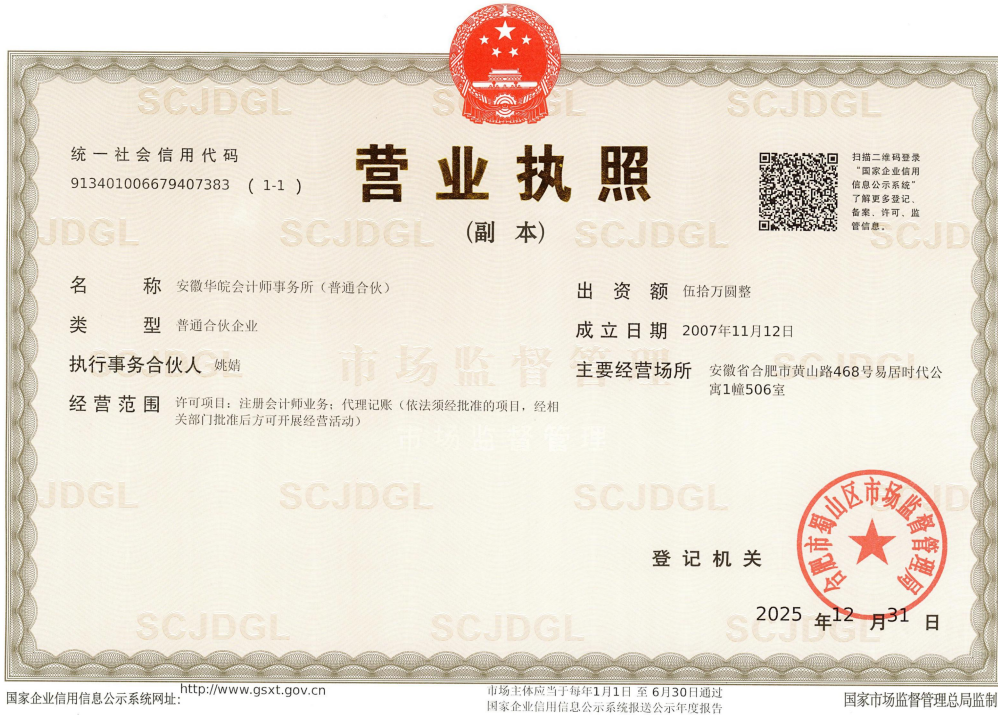 统一社会信用代码
913401006679407383 ( 1-1 )
营业执照
(副 本)
扫描二维码登录
“国家企业信用
信息公示系统”
了解更多登记、
备案、许可、监
管信息。
名 称 安徽华皖会计师事务所（普通合伙）
类 型 普通合伙企业
执行事务合伙人 姚婧
经营范围 许可项目：注册会计师业务；代理记账（依法须经批准的项目，经相
关部门批准后方可开展经营活动）
出资额 伍拾万圆整
成立日期 2007年11月12日
主要经营场所 安徽省合肥市黄山路468号易居时代公
寓1幢506室
登记机关
合肥市蜀山区市场监督管理局
2025 年12 月31 日
国家企业信用信息公示系统网址: http://www.gsxt.gov.cn
市场主体应当于每年1月1日 至 6月30日通过
国家企业信用信息公示系统报送公示年度报告
国家市场监督管理总局监制
SCJDGL
市场监督管理